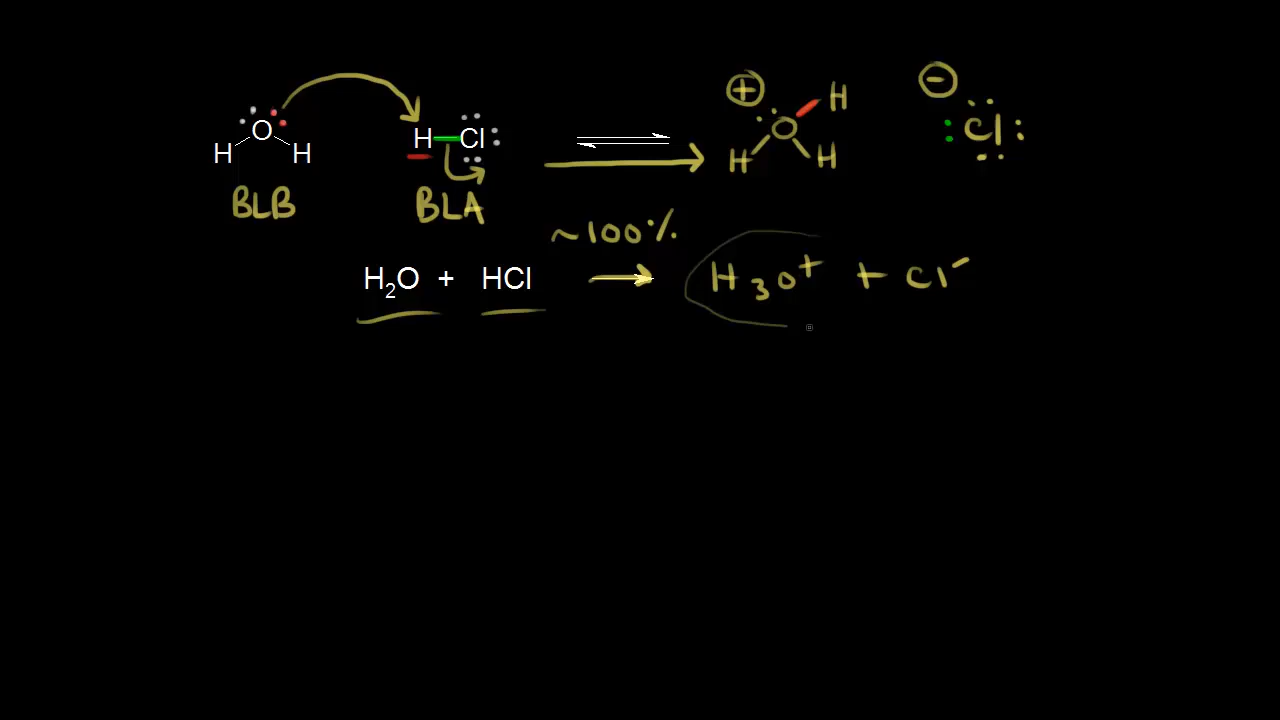 H O H H Cl ⇌ → ⊕ H O H H ⊖ Cl
BLB BLA
~100%
H₂O + HCl → H₃O⁺ + Cl⁻